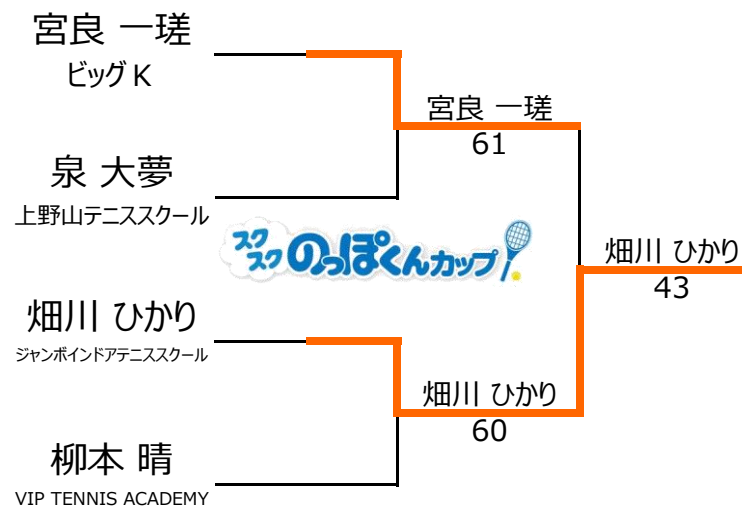 宮良 一瑳
ビッグK
宮良 一瑳
61
泉 大夢
上野山テニススクール
スクスク のっぽくんカップ!
畑川 ひかり
43
畑川 ひかり
ジャンボインドアテニススクール
畑川 ひかり
60
柳本 晴
VIP TENNIS ACADEMY